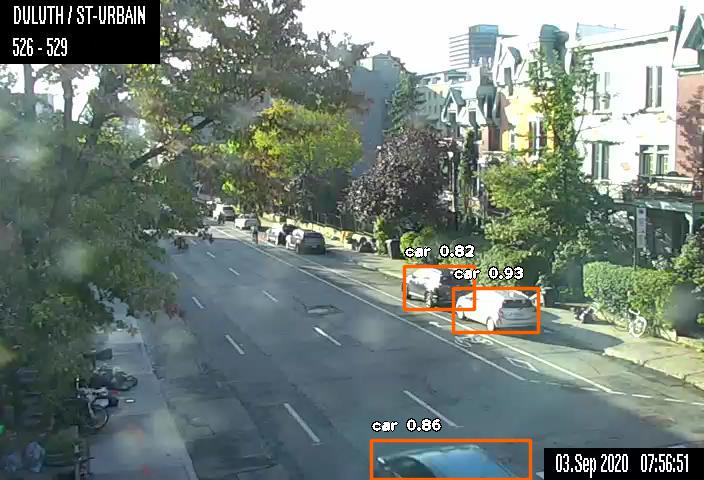 DULUTH / ST-URBAIN
526 - 529
car 0.82
car 0.93
car 0.86
03.Sep 2020 07:56:51